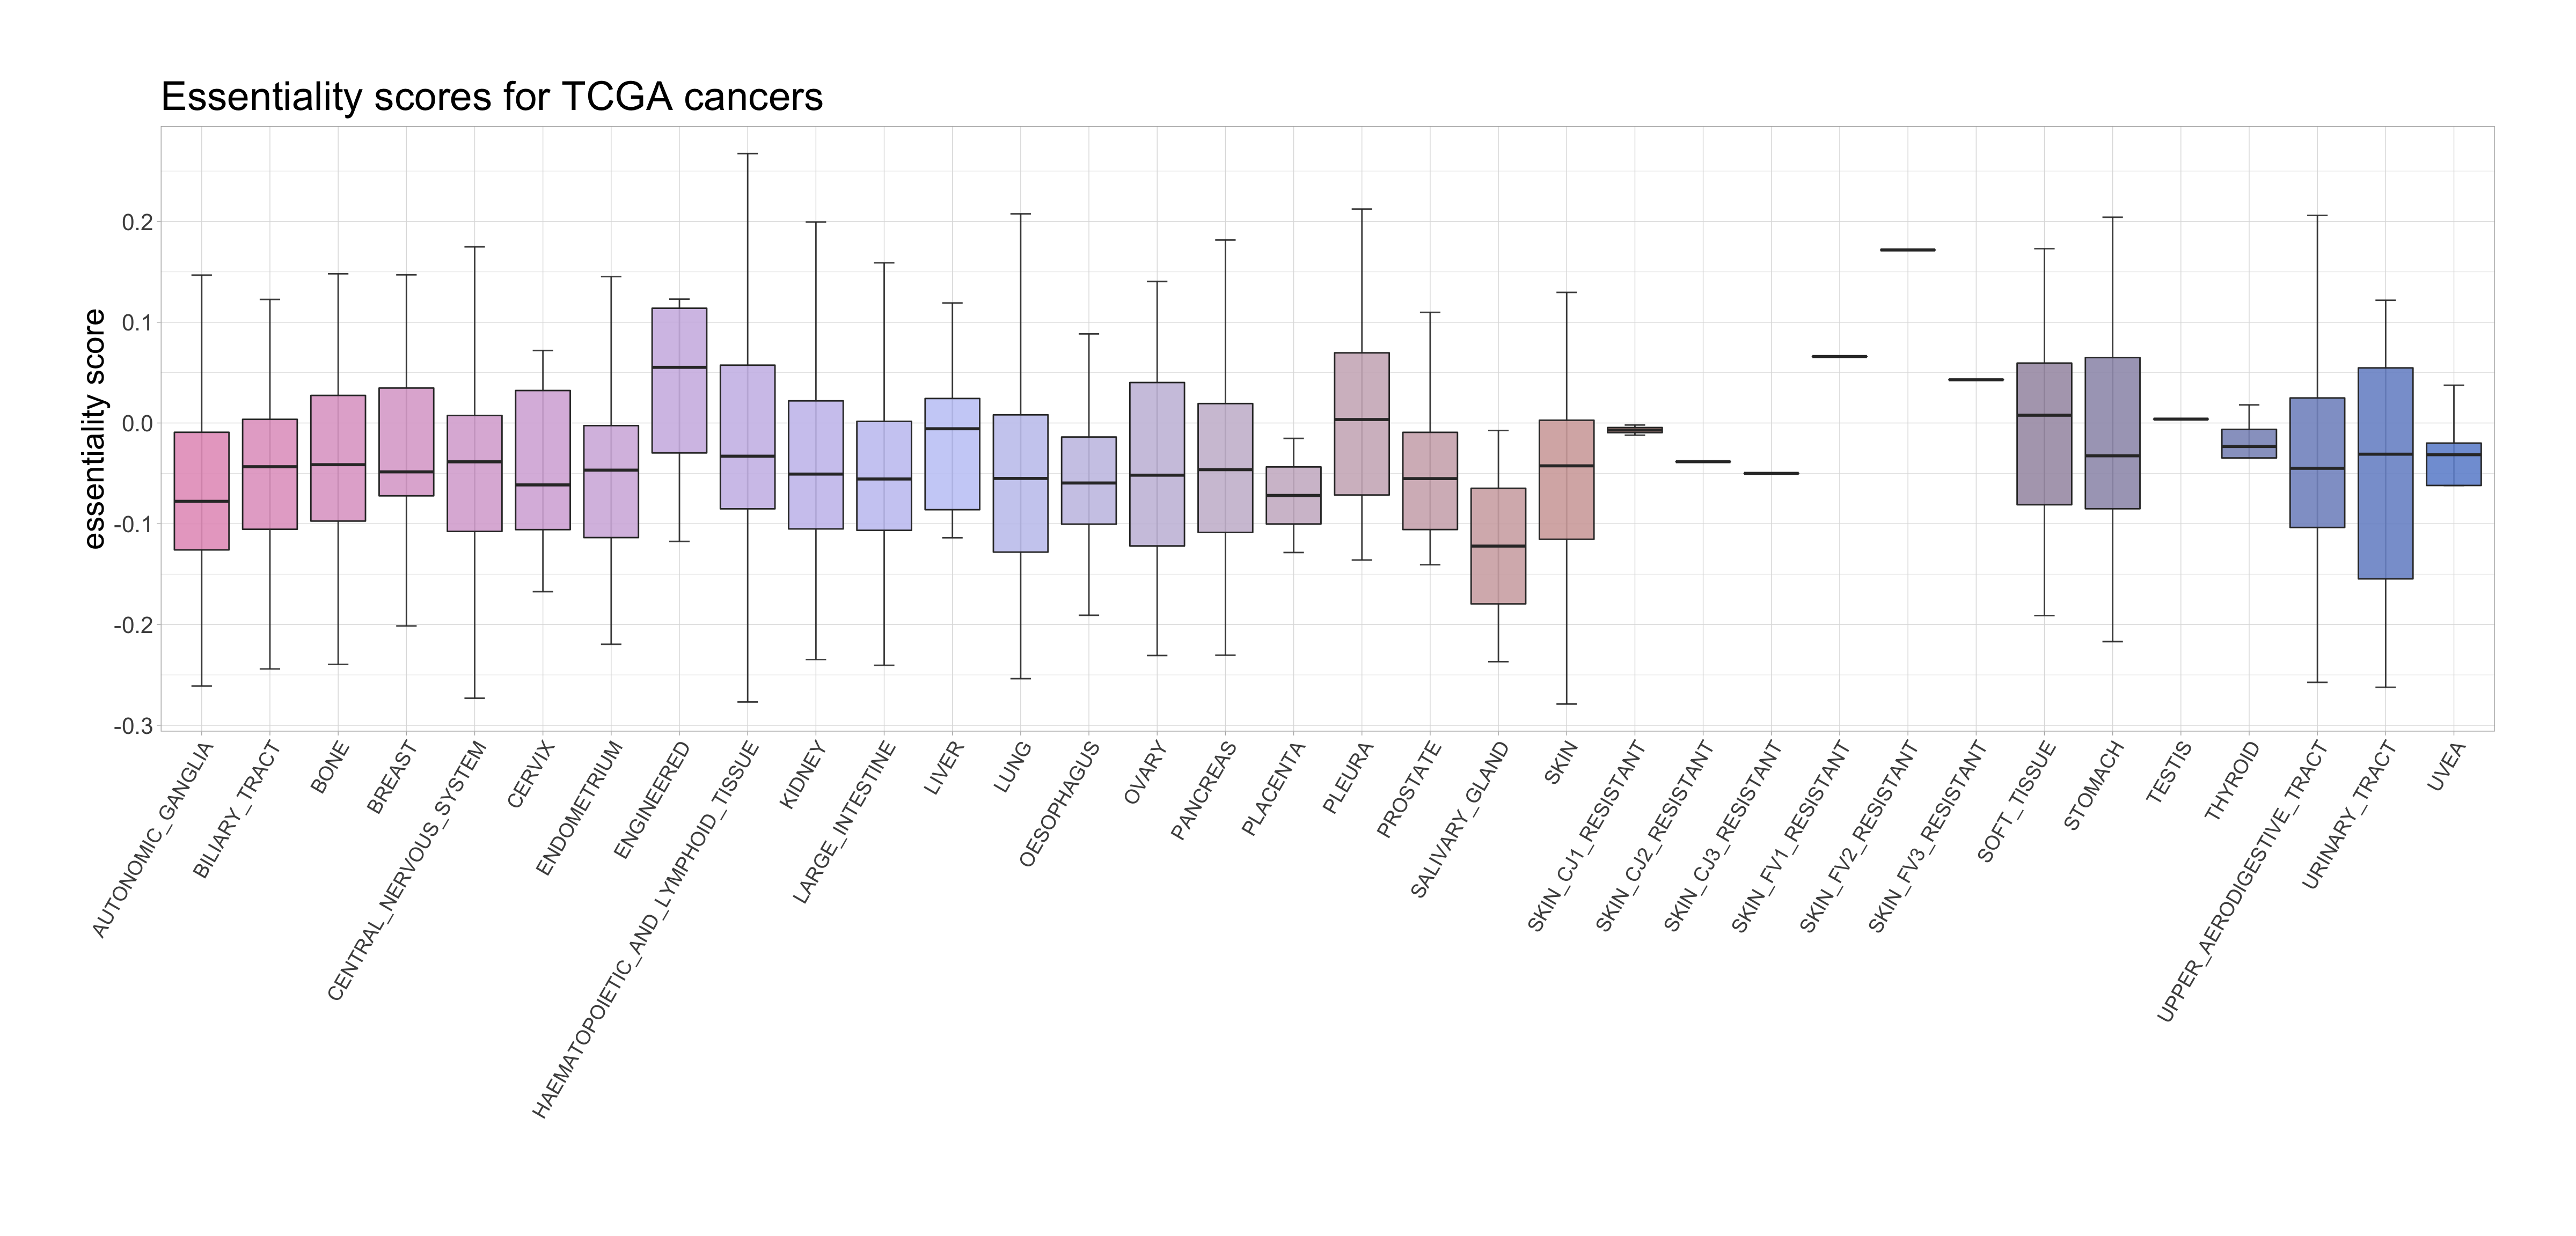 Essentiality scores for TCGA cancers
essentiality score
0.2
0.1
0.0
-0.1
-0.2
-0.3
AUTONOMIC_GANGLIA
BILIARY_TRACT
BONE
BREAST
CENTRAL_NERVOUS_SYSTEM
CERVIX
ENDOMETRIUM
ENGINEERED
HAEMATOPOIETIC_AND_LYMPHOID_TISSUE
KIDNEY
LARGE_INTESTINE
LIVER
LUNG
OESOPHAGUS
OVARY
PANCREAS
PLACENTA
PLEURA
PROSTATE
SALIVARY_GLAND
SKIN
SKIN_CJ1_RESISTANT
SKIN_CJ2_RESISTANT
SKIN_CJ3_RESISTANT
SKIN_FV1_RESISTANT
SKIN_FV2_RESISTANT
SKIN_FV3_RESISTANT
SOFT_TISSUE
STOMACH
TESTIS
THYROID
UPPER_AERODIGESTIVE_TRACT
URINARY_TRACT
UVEA